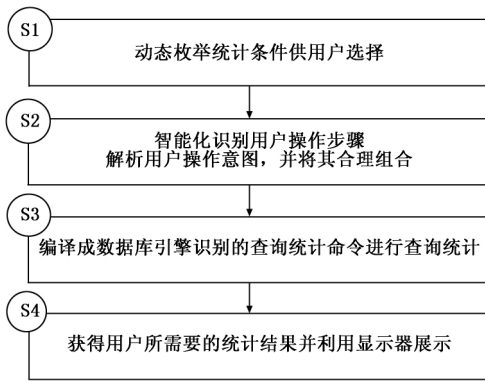 S1
动态枚举统计条件供用户选择
S2
智能化识别用户操作步骤
解析用户操作意图，并将其合理组合
S3
编译成数据库引擎识别的查询统计命令进行查询统计
S4
获得用户所需要的统计结果并利用显示器展示